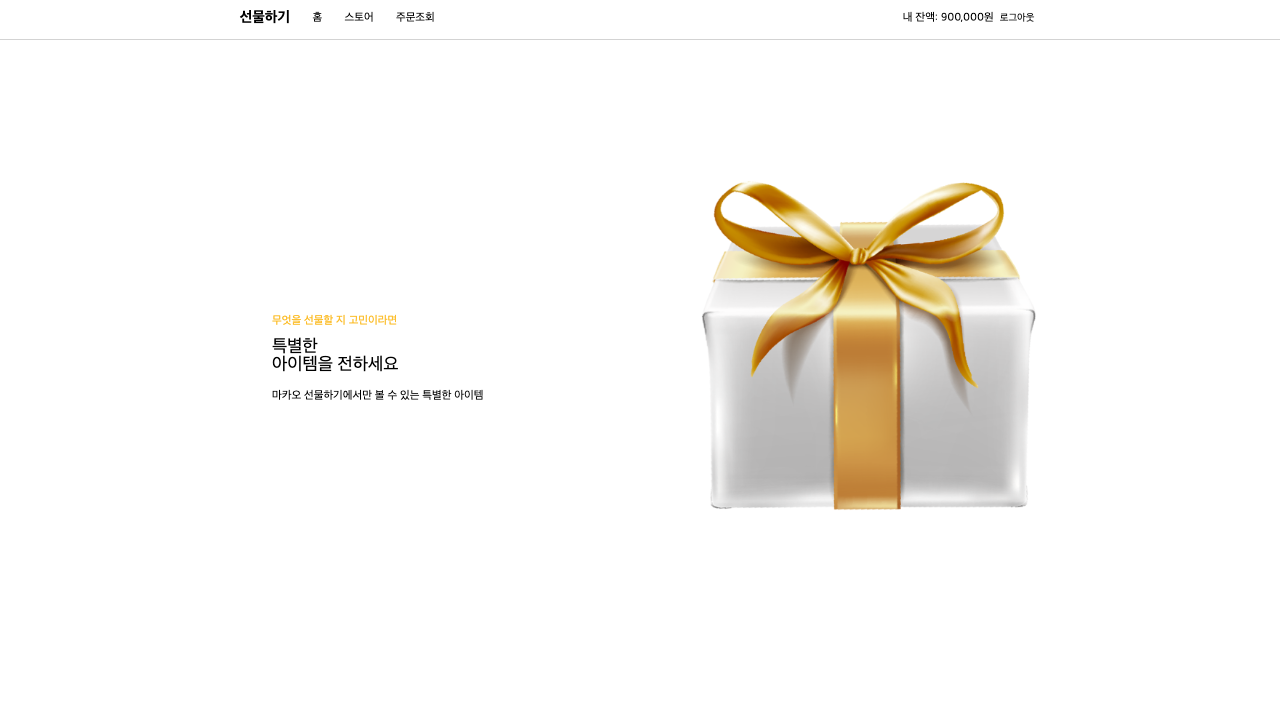 선물하기 홈 스토어 주문조회 내 잔액: 900,000원 로그아웃
무엇을 선물할 지 고민이라면
특별한
아이템을 전하세요
마카오 선물하기에서만 볼 수 있는 특별한 아이템